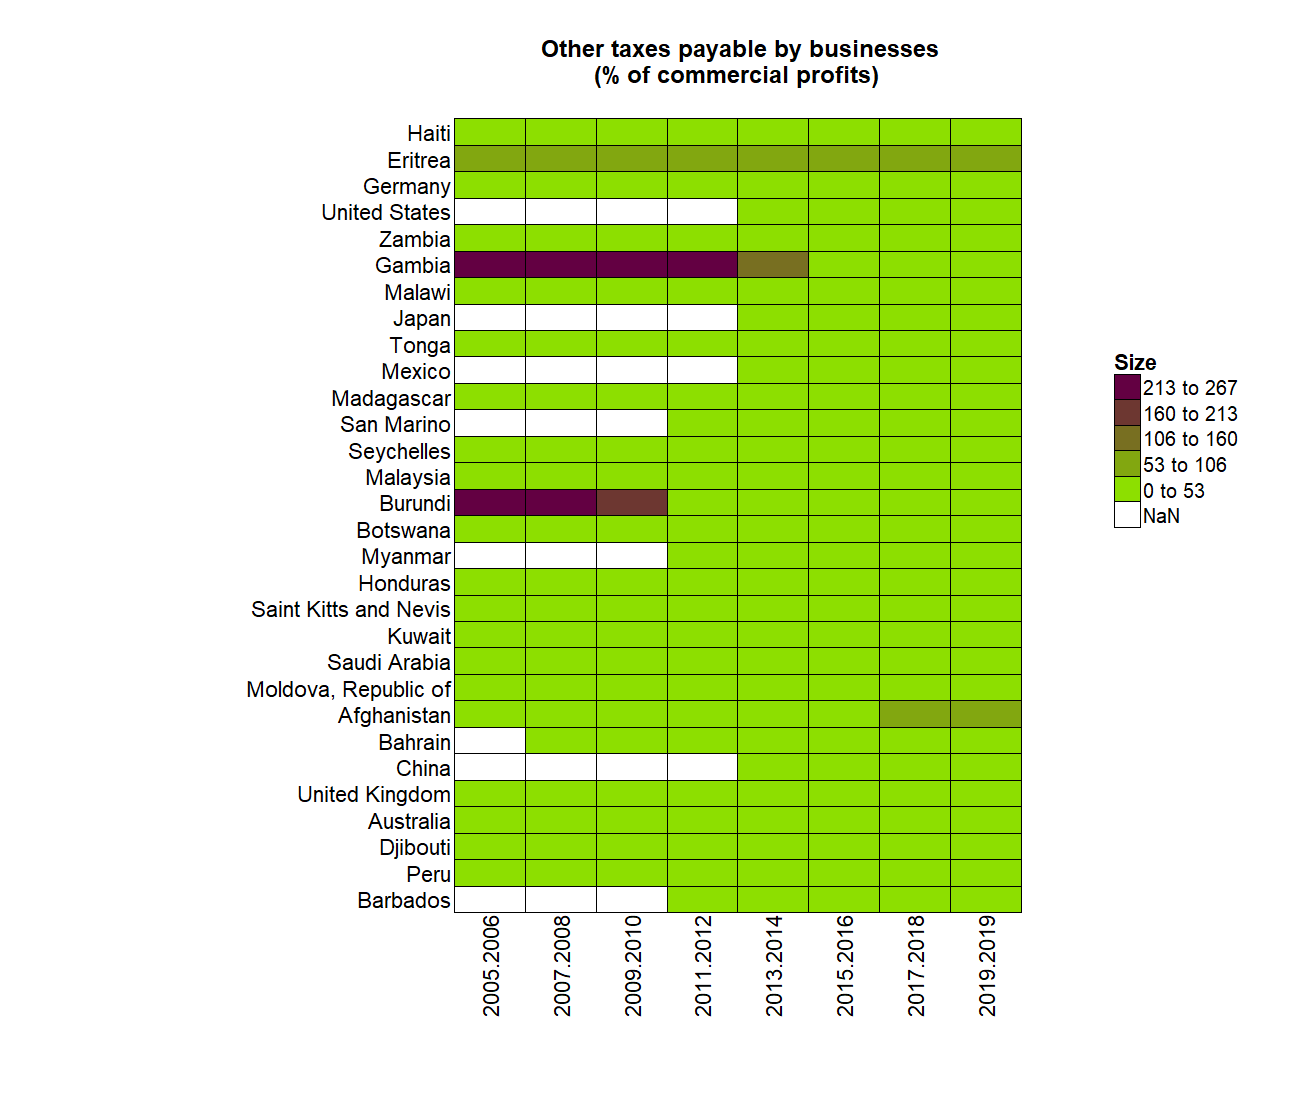 Other taxes payable by businesses
(% of commercial profits)
Haiti
Eritrea
Germany
United States
Zambia
Gambia
Malawi
Japan
Tonga
Mexico
Madagascar
San Marino
Seychelles
Malaysia
Burundi
Botswana
Myanmar
Honduras
Saint Kitts and Nevis
Kuwait
Saudi Arabia
Moldova, Republic of
Afghanistan
Bahrain
China
United Kingdom
Australia
Djibouti
Peru
Barbados
2005.2006
2007.2008
2009.2010
2011.2012
2013.2014
2015.2016
2017.2018
2019.2019
Size
213 to 267
160 to 213
106 to 160
53 to 106
0 to 53
NaN